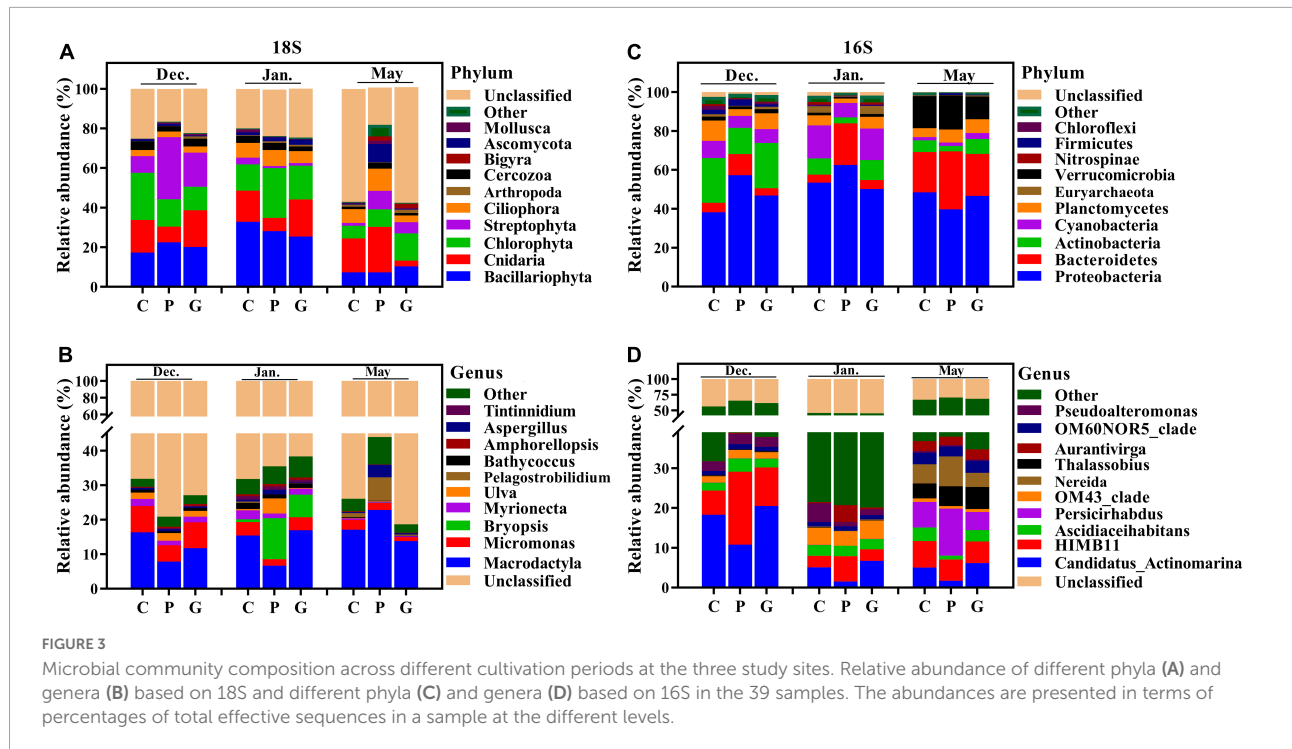 A
18S
Dec.
Jan.
May
Relative abundance (%)
100
80
60
40
20
0
C P G C P G C P G
Phylum
Unclassified
Other
Mollusca
Ascomycota
Bigyra
Cercozoa
Arthropoda
Ciliophora
Streptophyta
Chlorophyta
Cnidaria
Bacillariophyta
C
16S
Dec.
Jan.
May
Relative abundance (%)
100
80
60
40
20
0
C P G C P G C P G
Phylum
Unclassified
Other
Chloroflexi
Firmicutes
Nitrospinae
Verrucomicrobia
Euryarchaeota
Planctomycetes
Cyanobacteria
Actinobacteria
Bacteroidetes
Proteobacteria
B
Dec.
Jan.
May
Relative abundance (%)
100
80
60
40
30
20
10
0
C P G C P G C P G
Genus
Other
Tintinnidium
Aspergillus
Amphorellopsis
Bathycoccus
Pelagostrobilidium
Ulva
Myrionecta
Bryopsis
Micromonas
Macrodactyla
Unclassified
D
Dec.
Jan.
May
Relative abundance (%)
100
75
50
30
20
10
0
C P G C P G C P G
Genus
Other
Pseudoalteromonas
OM60NOR5_clade
Aurantivirga
Thalassobius
Nereida
OM43_clade
Persicirhabdus
Ascidiaceihabitans
HIMB11
Candidatus_Actinomarina
Unclassified
FIGURE 3
Microbial community composition across different cultivation periods at the three study sites. Relative abundance of different phyla (A) and
genera (B) based on 18S and different phyla (C) and genera (D) based on 16S in the 39 samples. The abundances are presented in terms of
percentages of total effective sequences in a sample at the different levels.